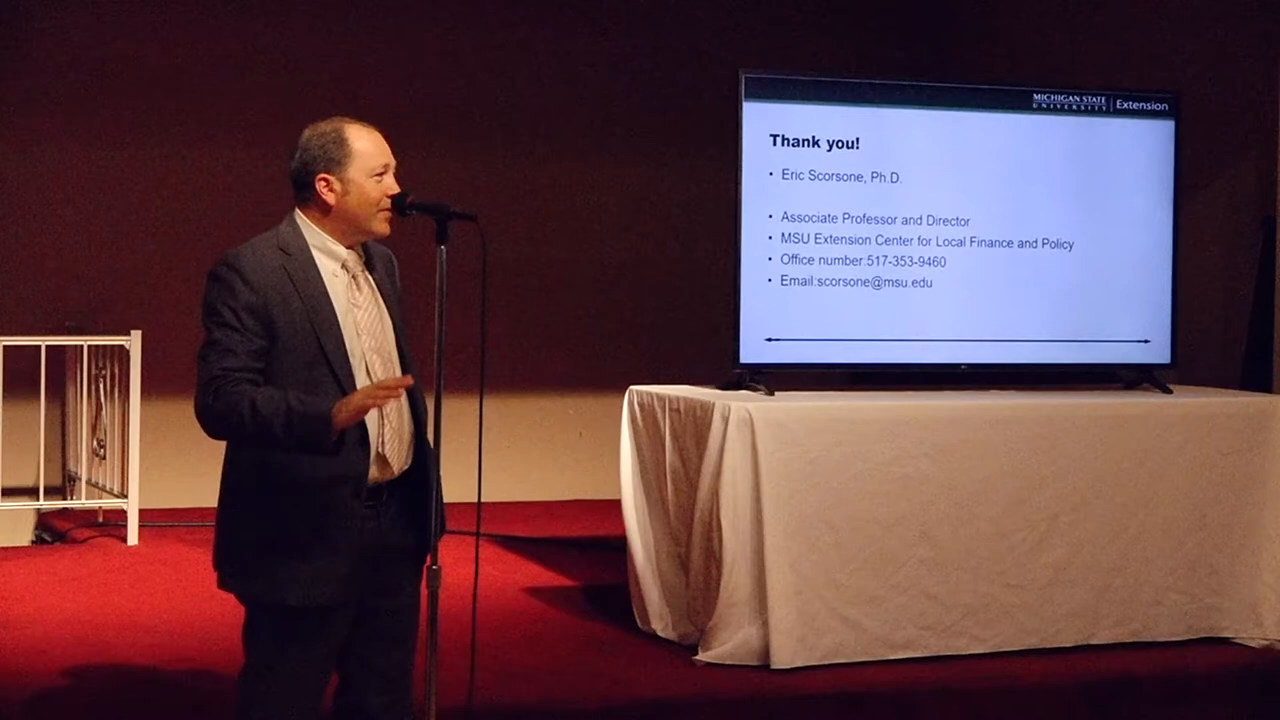 MICHIGAN STATE
UNIVERSITY | Extension
Thank you!
• Eric Scorsone, Ph.D.
• Associate Professor and Director
• MSU Extension Center for Local Finance and Policy
• Office number:517-353-9460
• Email:scorsone@msu.edu